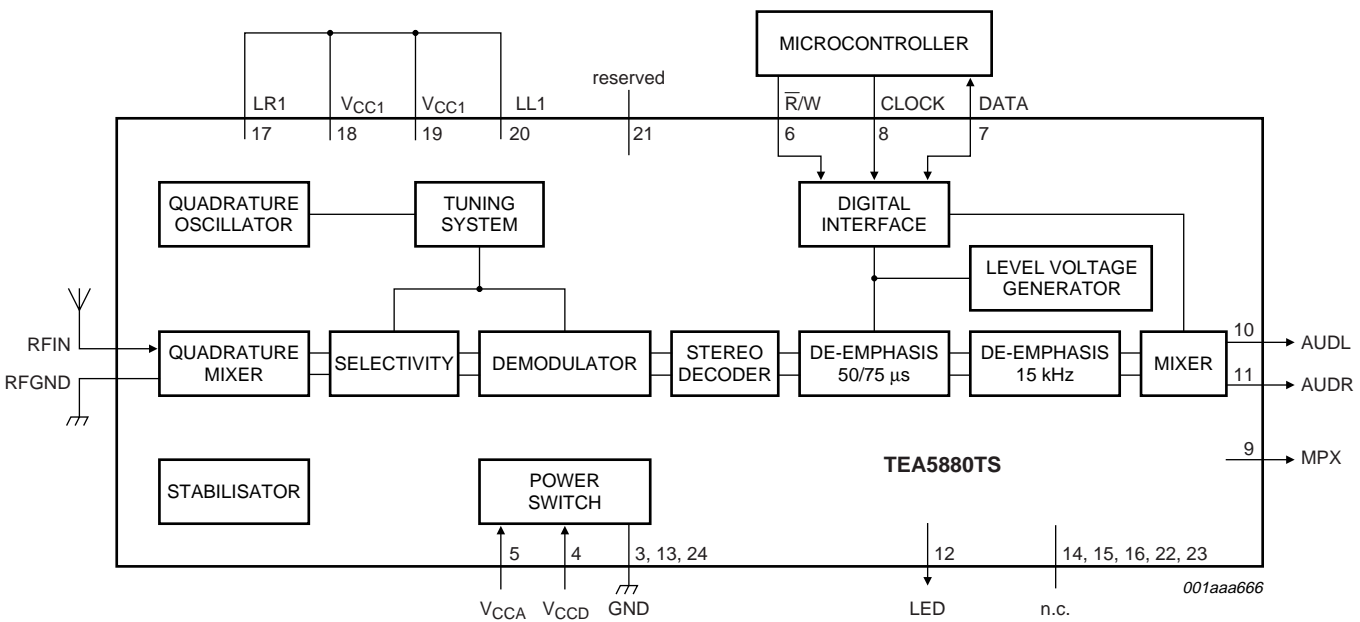 MICROCONTROLLER
reserved
LR1
VCC1
VCC1
LL1
R̅/W
CLOCK
DATA
17
18
19
20
21
6
8
7
QUADRATURE
OSCILLATOR
TUNING
SYSTEM
DIGITAL
INTERFACE
LEVEL VOLTAGE
GENERATOR
RFIN
RFGND
QUADRATURE
MIXER
SELECTIVITY
DEMODULATOR
STEREO
DECODER
DE-EMPHASIS
50/75 μs
DE-EMPHASIS
15 kHz
MIXER
10
AUDL
11
AUDR
9
MPX
TEA5880TS
STABILISATOR
POWER
SWITCH
5
4
3, 13, 24
12
14, 15, 16, 22, 23
001aaa666
VCCA
VCCD
GND
LED
n.c.